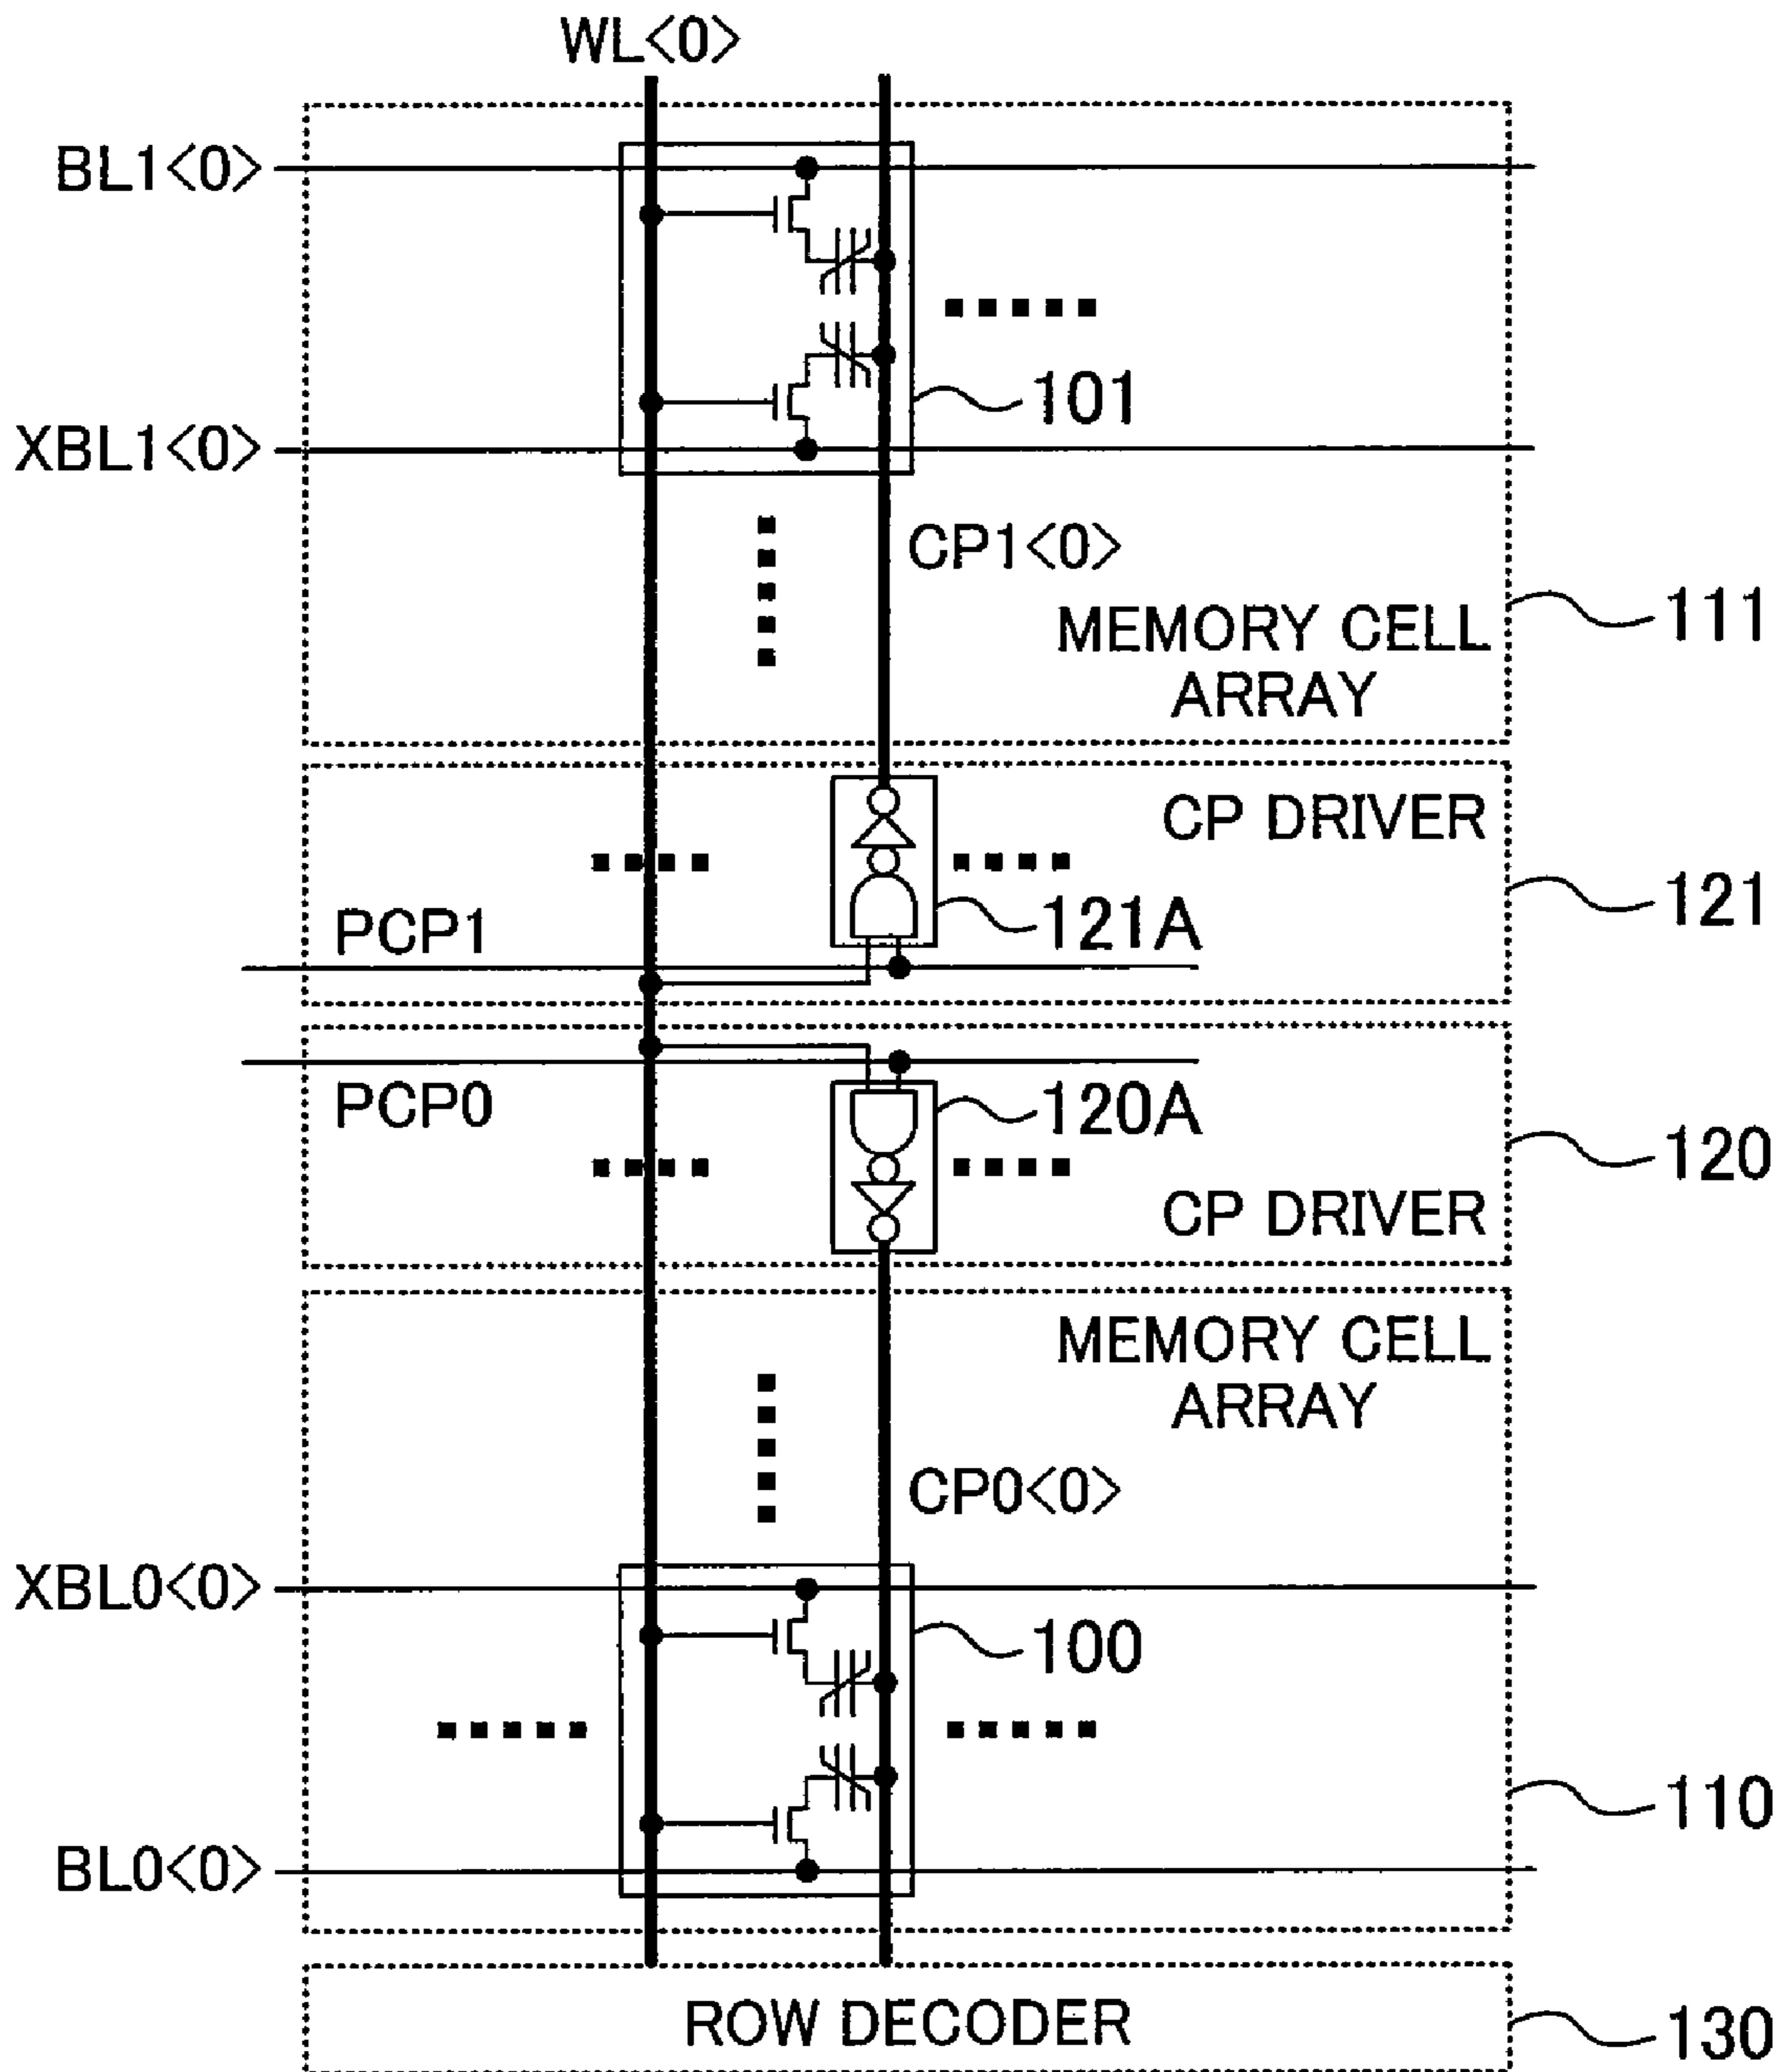 WL<0>
BL1<0>
101
XBL1<0>
CP1<0>
MEMORY CELL
ARRAY
111
CP DRIVER
PCP1
121A
121
PCP0
120A
120
CP DRIVER
MEMORY CELL
ARRAY
CP0<0>
XBL0<0>
100
110
BL0<0>
ROW DECODER
130